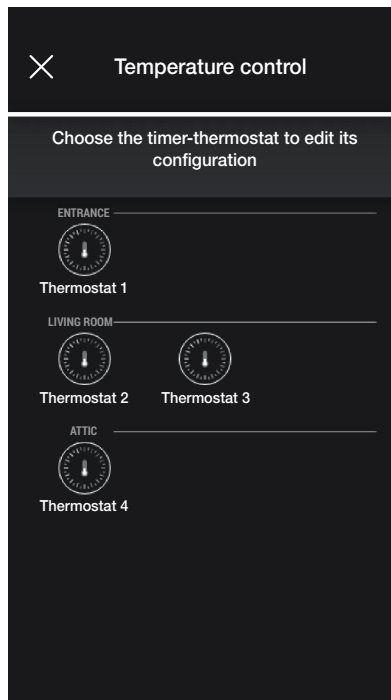 Temperature control
Choose the timer-thermostat to edit its
configuration
ENTRANCE
Thermostat 1
LIVING ROOM
Thermostat 2 Thermostat 3
ATTIC
Thermostat 4